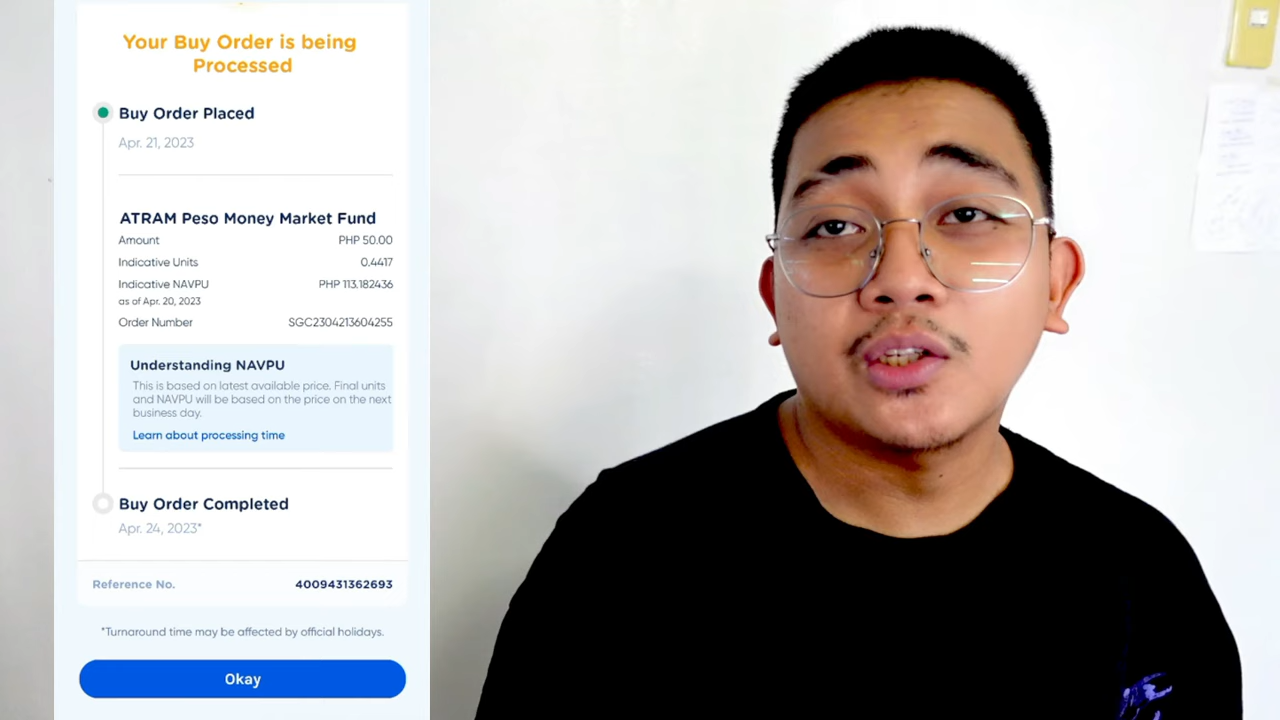 Your Buy Order is being
Processed
Buy Order Placed
Apr. 21, 2023
ATRAM Peso Money Market Fund
Amount PHP 50.00
Indicative Units 0.4417
Indicative NAVPU PHP 113.182436
as of Apr. 20, 2023
Order Number SGC2304213604255
Understanding NAVPU
This is based on latest available price. Final units
and NAVPU will be based on the price on the next
business day.
Learn about processing time
Buy Order Completed
Apr. 24, 2023*
Reference No. 4009431362693
*Turnaround time may be affected by official holidays.
Okay